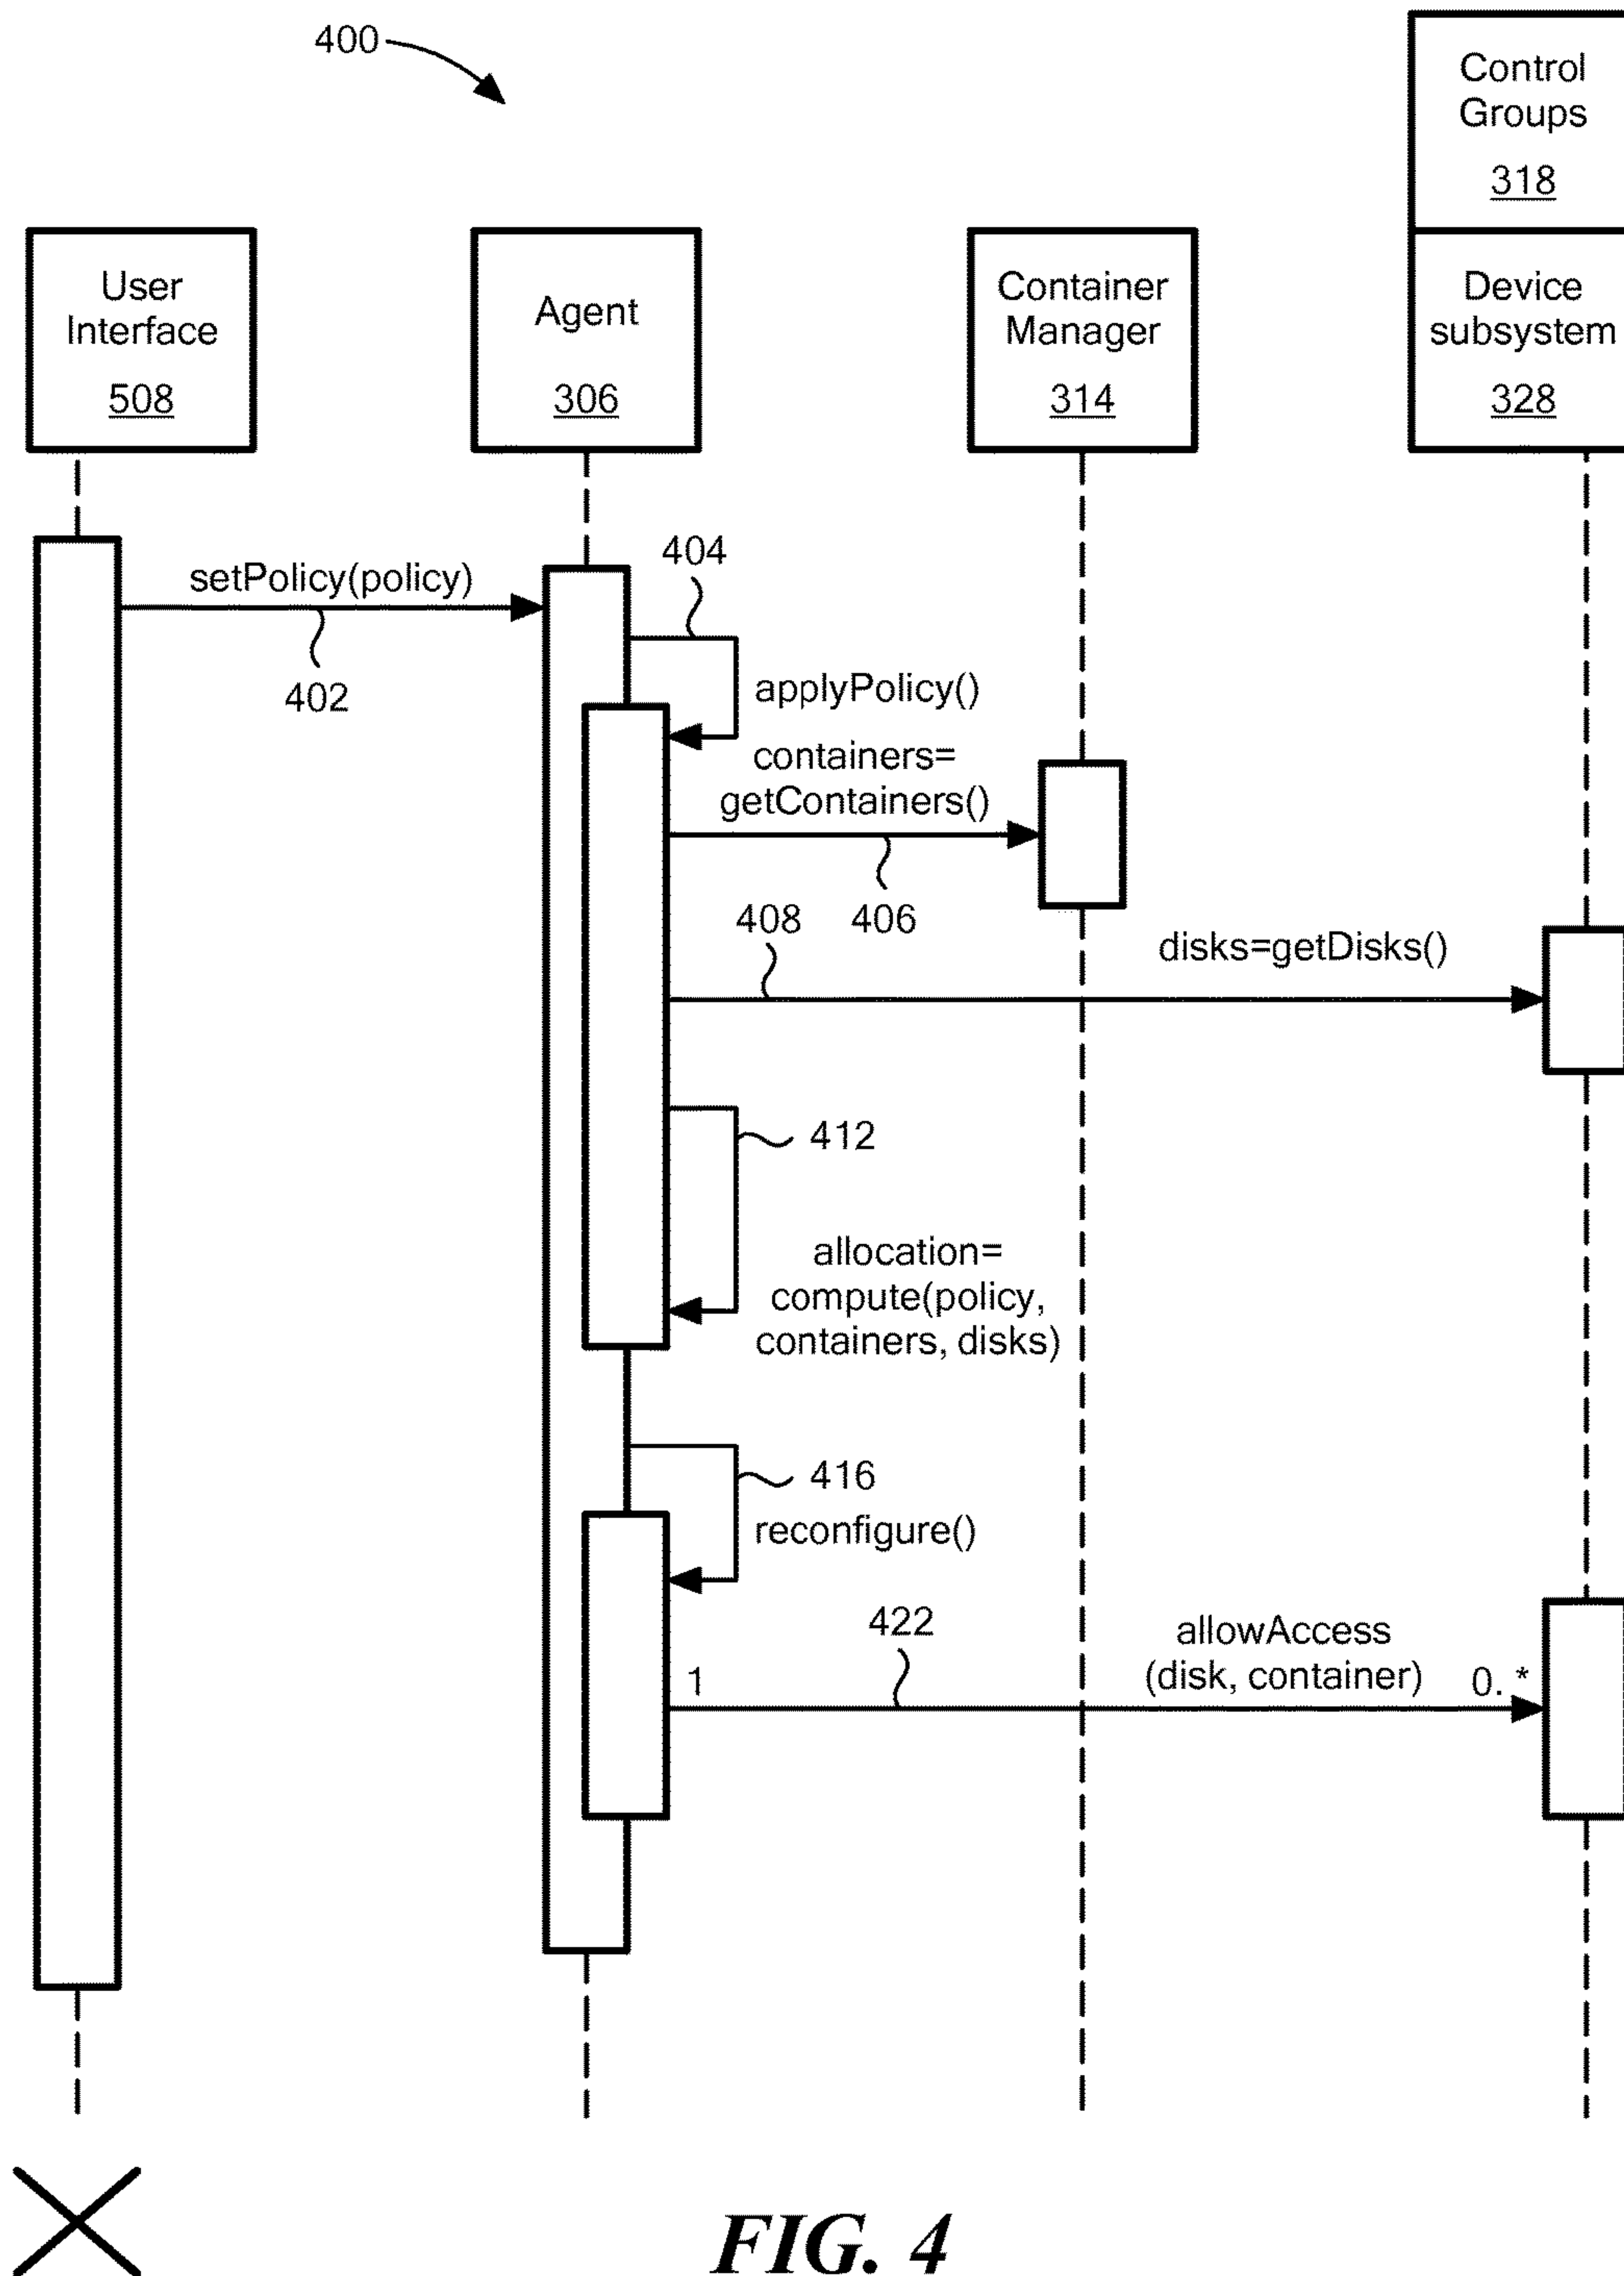 400
Control
Groups
318
User
Interface
508
Agent
306
Container
Manager
314
Device
subsystem
328
setPolicy(policy)
402
404
applyPolicy()
containers=
getContainers()
406
408
disks=getDisks()
412
allocation=
compute(policy,
containers, disks)
416
reconfigure()
422
allowAccess
(disk, container)
1
0. *
FIG. 4